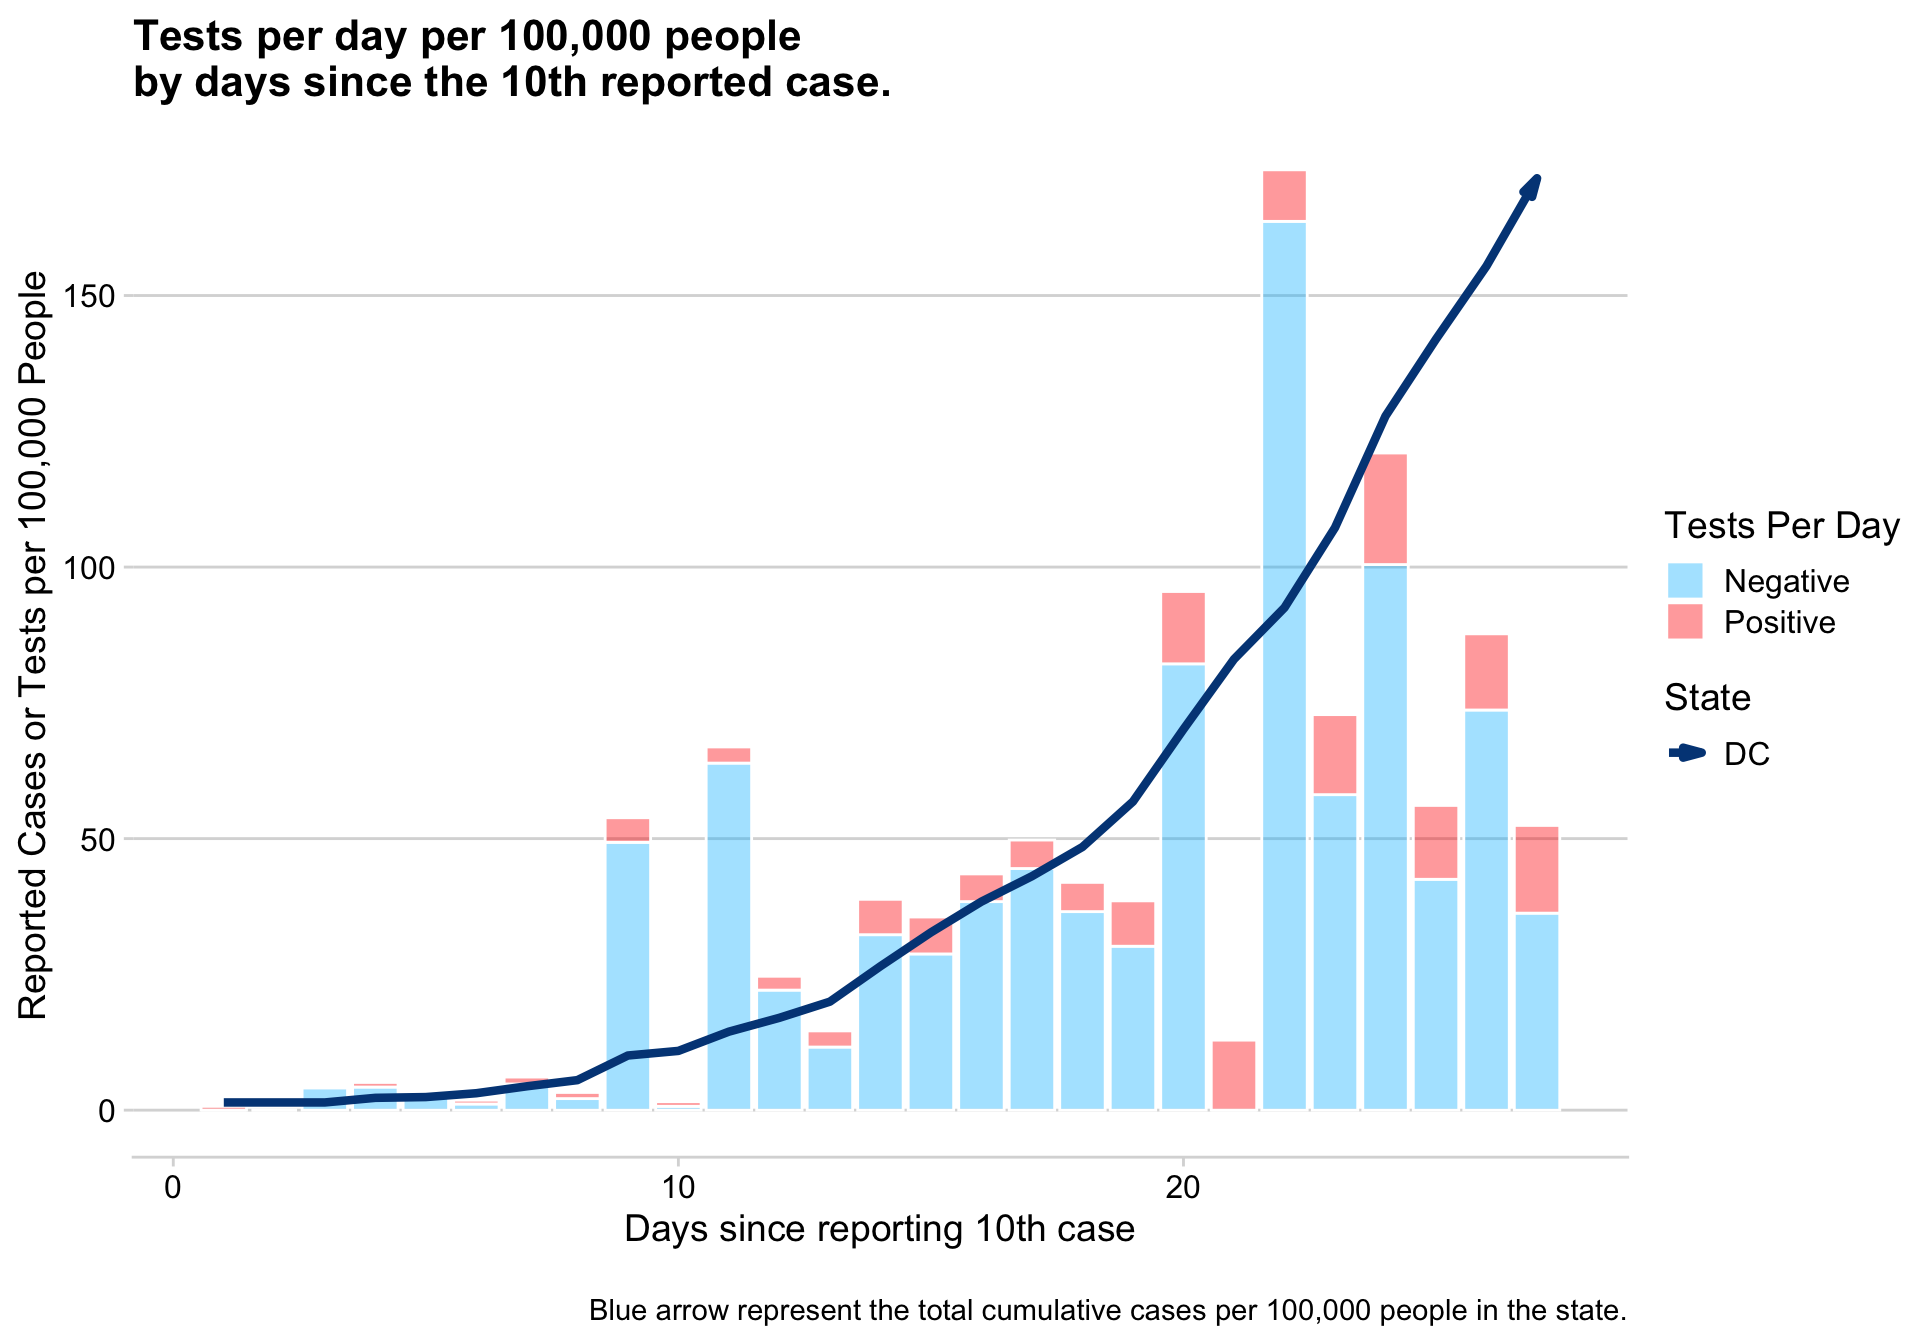 Tests per day per 100,000 people
by days since the 10th reported case.
Reported Cases or Tests per 100,000 People
150
100
50
0
0
10
20
Days since reporting 10th case
Tests Per Day
Negative
Positive
State
DC
Blue arrow represent the total cumulative cases per 100,000 people in the state.